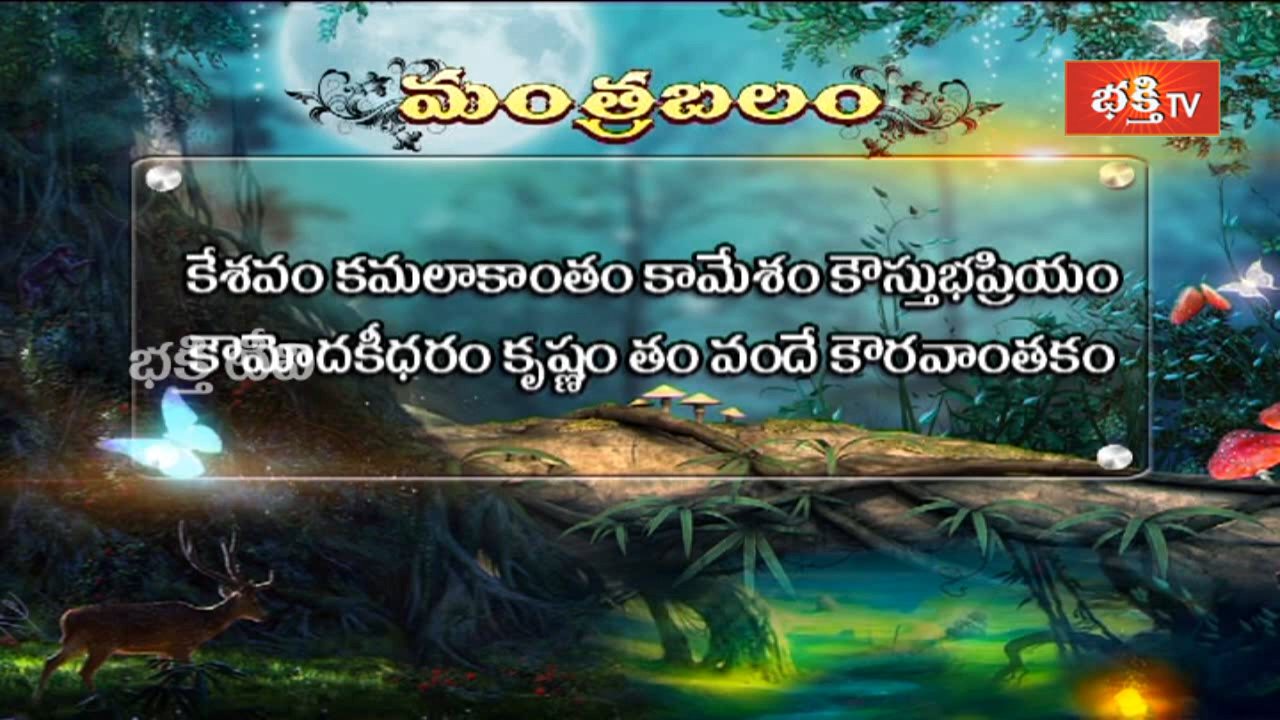 మంత్రబలం
భక్తి TV
కేశవం కమలాకాంతం కామేశం కౌస్తుభప్రియం
కౌమోదకీధరం కృష్ణం తం వందే కౌరవాంతకం